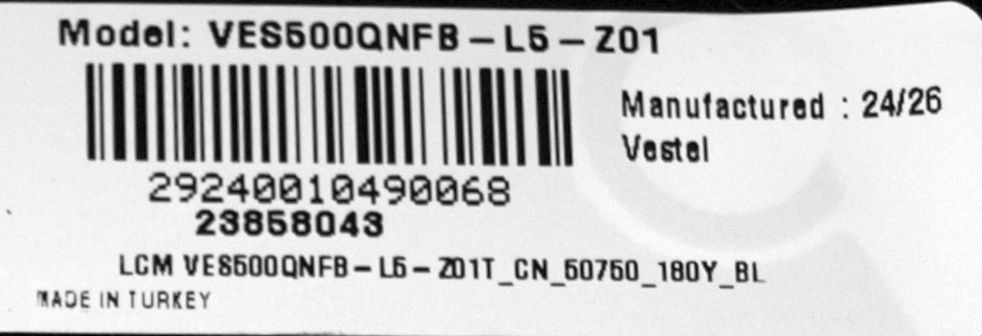 Model: VES500QNFB-L5-Z01
Manufactured : 24/26
Vestel
29240010490068
23858043
LCM VES500QNFB-L5-Z01T_CN_50750_180Y_BL
MADE IN TURKEY